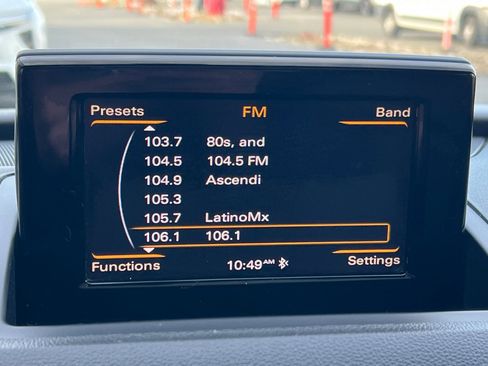 Presets FM Band
103.7 80s, and
104.5 104.5 FM
104.9 Ascendi
105.3
105.7 LatinoMx
106.1 106.1
Functions 10:49AM Settings